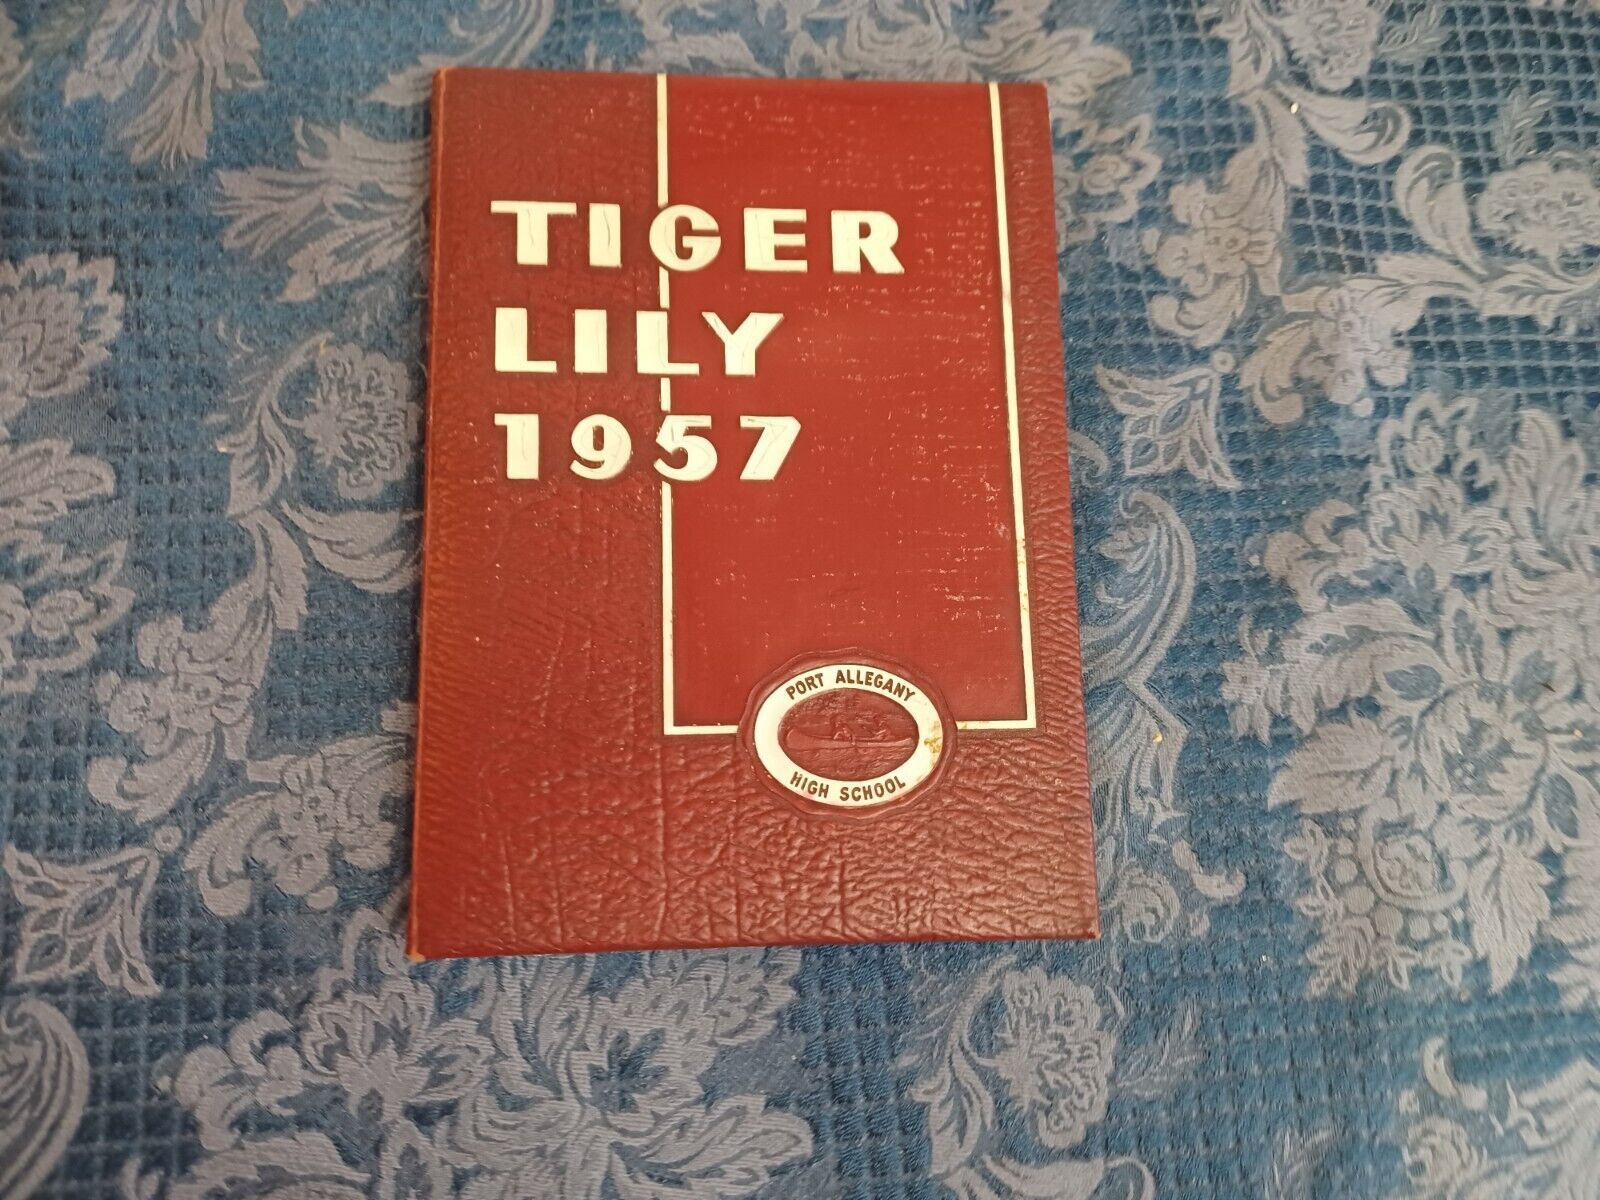 TIGER
LILY
1957
PORT ALLEGANY
HIGH SCHOOL